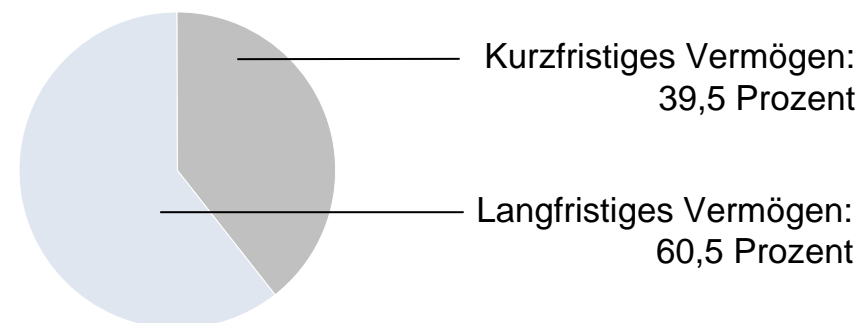 Kurzfristiges Vermögen:
39,5 Prozent
Langfristiges Vermögen:
60,5 Prozent